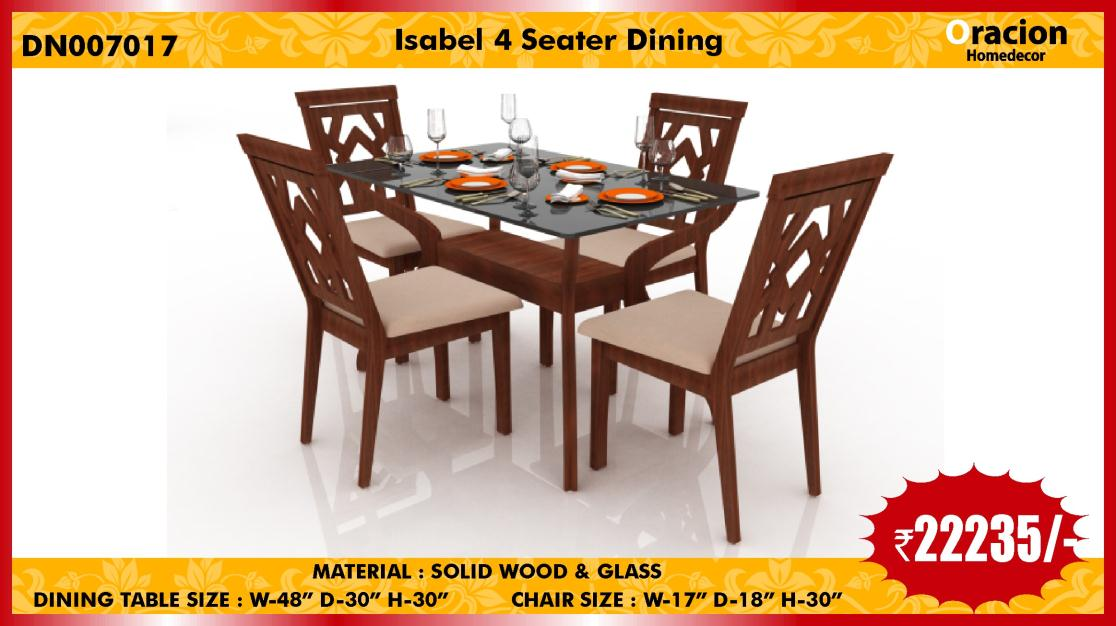 DN007017
Isabel 4 Seater Dining
Oracion
Homedecor
₹22235/-
MATERIAL : SOLID WOOD & GLASS
DINING TABLE SIZE : W-48” D-30” H-30” CHAIR SIZE : W-17” D-18” H-30”